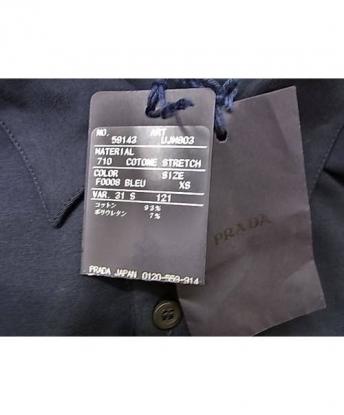 NO. ART
59143 UJM803
MATERIAL
710 COTONE STRETCH
COLOR SIZE
F0008 BLEU XS
VAR. 31 S 121
コットン 93%
ポリウレタン 7%
PRADA JAPAN 0120-559-914
PRADA